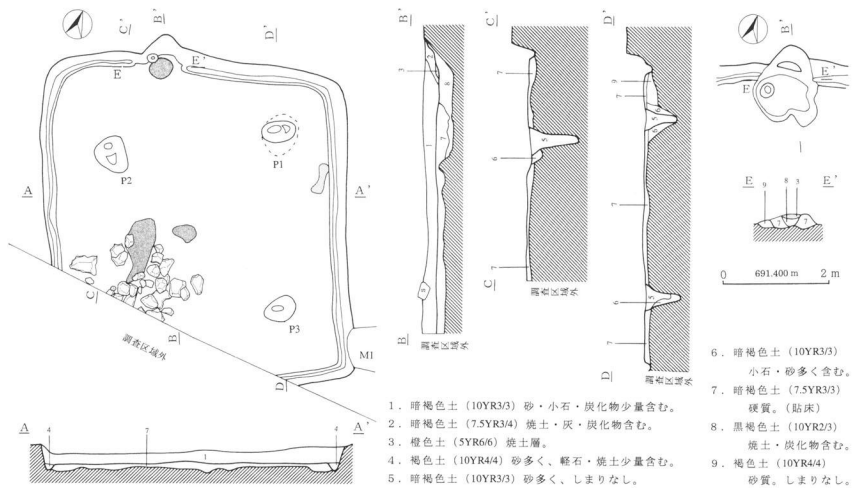 C'
B'
D'
E
E'
P1
P2
A
A'
C
P3
調査区域外
B
M1
D
A
A'
4
7
1
4
B'
2
3
8
1
7
8
B
調査区域外
C'
7
5
6
7
C
調査区域外
D'
9
7
6
5
6
7
6
5
7
D
調査区域外
B'
E
E'
E
E'
9
8
3
7
7
0 691.400 m 2 m
1．暗褐色土（10YR3/3）砂・小石・炭化物少量含む。
2．暗褐色土（7.5YR3/4）焼土・灰・炭化物含む。
3．橙色土（5YR6/6）焼土層。
4．褐色土（10YR4/4）砂多く、軽石・焼土少量含む。
5．暗褐色土（10YR3/3）砂多く、しまりなし。
6．暗褐色土（10YR3/3）
小石・砂多く含む。
7．暗褐色土（7.5YR3/3）
硬質。（貼床）
8．黒褐色土（10YR2/3）
焼土・炭化物含む。
9．褐色土（10YR4/4）
砂質。しまりなし。